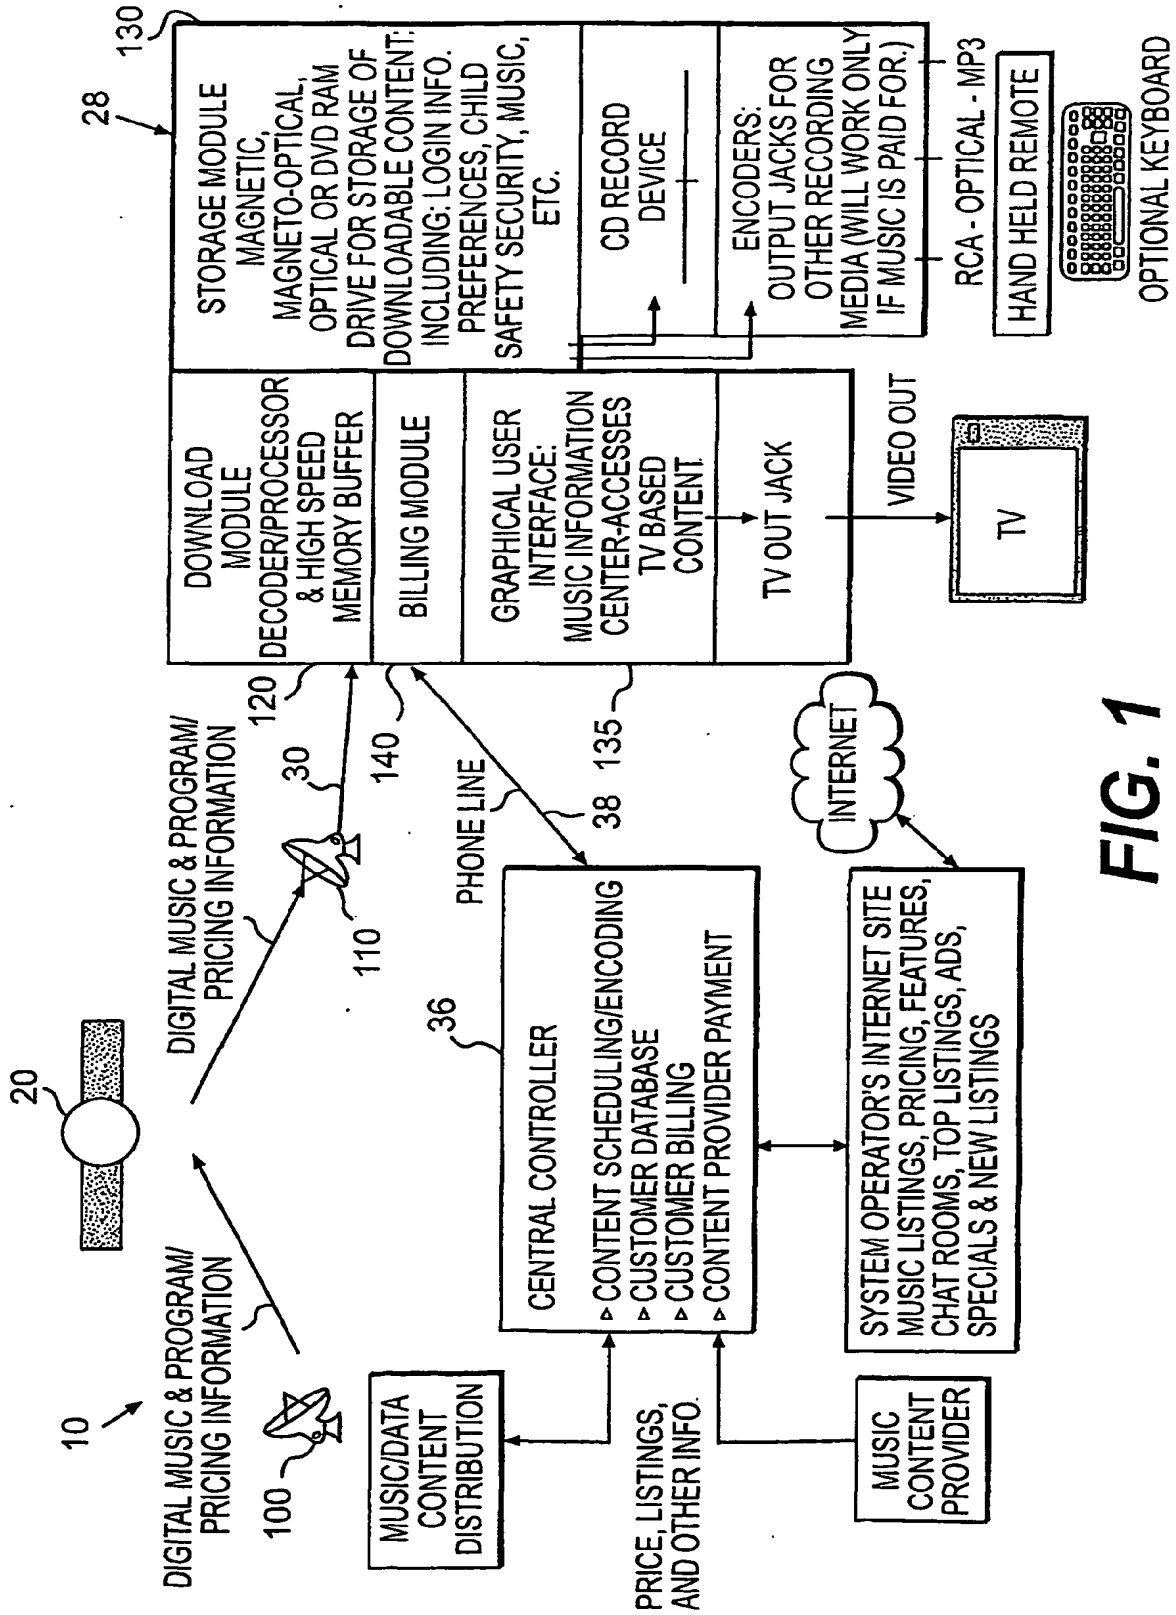 10
DIGITAL MUSIC & PROGRAM/
PRICING INFORMATION
100
20
DIGITAL MUSIC & PROGRAM/
PRICING INFORMATION
110
30
MUSIC/DATA
CONTENT
DISTRIBUTION
PRICE, LISTINGS,
AND OTHER INFO.
MUSIC
CONTENT
PROVIDER
36
CENTRAL CONTROLLER
▹ CONTENT SCHEDULING/ENCODING
▹ CUSTOMER DATABASE
▹ CUSTOMER BILLING
▹ CONTENT PROVIDER PAYMENT
PHONE LINE
38
SYSTEM OPERATOR'S INTERNET SITE
MUSIC LISTINGS, PRICING, FEATURES,
CHAT ROOMS, TOP LISTINGS, ADS,
SPECIALS & NEW LISTINGS
INTERNET
120
DOWNLOAD
MODULE
DECODER/PROCESSOR
& HIGH SPEED
MEMORY BUFFER
140
BILLING MODULE
135
GRAPHICAL USER
INTERFACE:
MUSIC INFORMATION
CENTER-ACCESSES
TV BASED
CONTENT.
TV OUT JACK
VIDEO OUT
TV
28
130
STORAGE MODULE
MAGNETIC,
MAGNETO-OPTICAL,
OPTICAL OR DVD RAM
DRIVE FOR STORAGE OF
DOWNLOADABLE CONTENT;
INCLUDING: LOGIN INFO.
PREFERENCES, CHILD
SAFETY SECURITY, MUSIC,
ETC.
CD RECORD
DEVICE
ENCODERS:
OUTPUT JACKS FOR
OTHER RECORDING
MEDIA (WILL WORK ONLY
IF MUSIC IS PAID FOR.)
RCA - OPTICAL - MP3
HAND HELD REMOTE
OPTIONAL KEYBOARD
FIG. 1